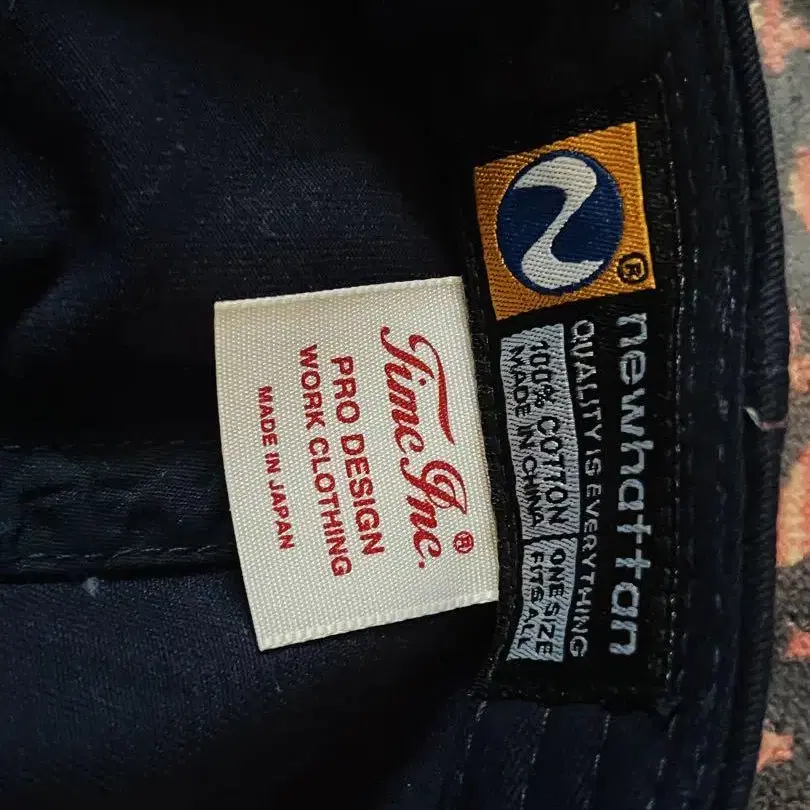 newhattan
QUALITY IS EVERYTHING
100% COTTON
MADE IN CHINA
ONE SIZE
FITS ALL
®
Time Inc.®
PRO DESIGN
WORK CLOTHING
MADE IN JAPAN